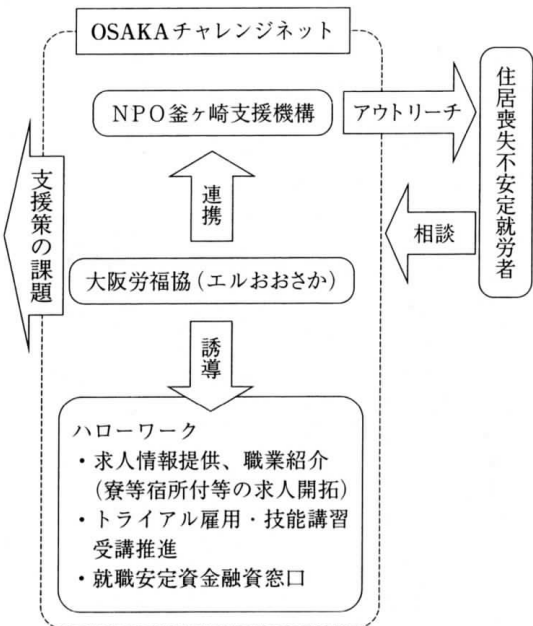 OSAKAチャレンジネット
NPO釜ヶ崎支援機構
アウトリーチ
住居喪失不安定就労者
連携
相談
支援策の課題
大阪労福協(エルおおさか)
誘導
ハローワーク
・求人情報提供、職業紹介
(寮等宿所付等の求人開拓)
・トライアル雇用・技能講習
受講推進
・就職安定資金融資窓口